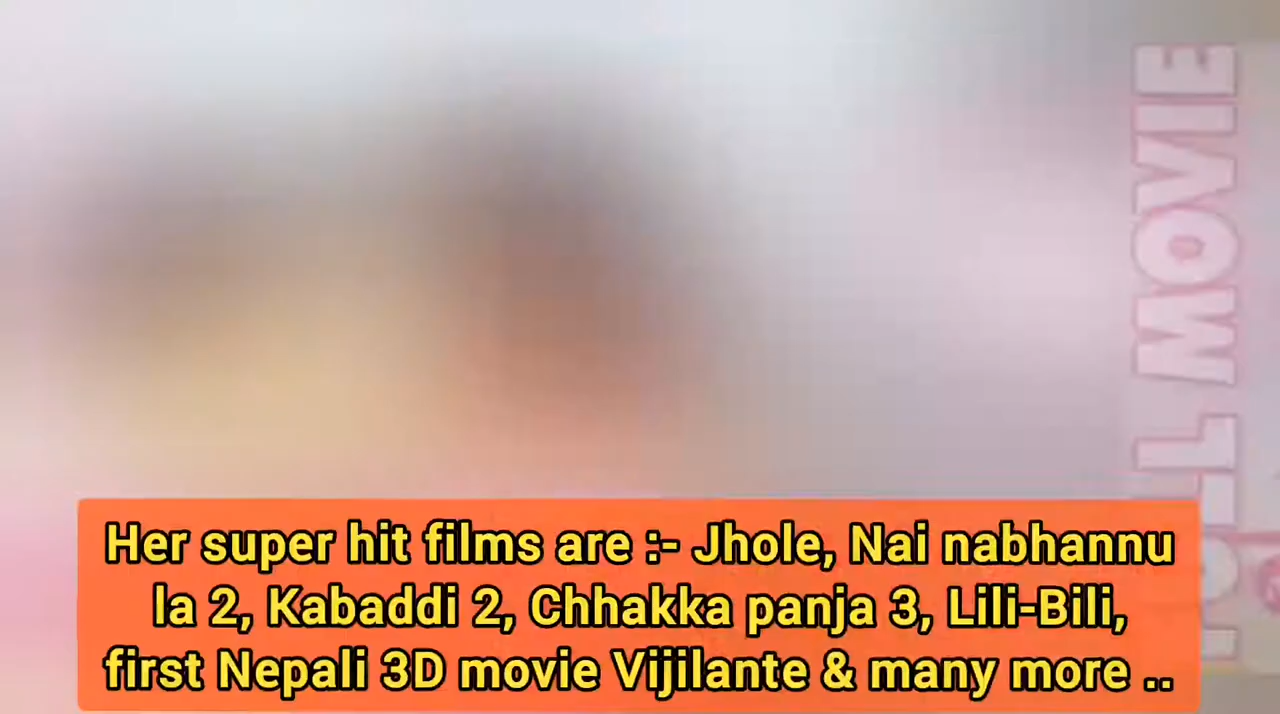 Her super hit films are :- Jhole, Nai nabhannu
la 2, Kabaddi 2, Chhakka panja 3, Lili-Bili,
first Nepali 3D movie Vijilante & many more ..
MOVIE